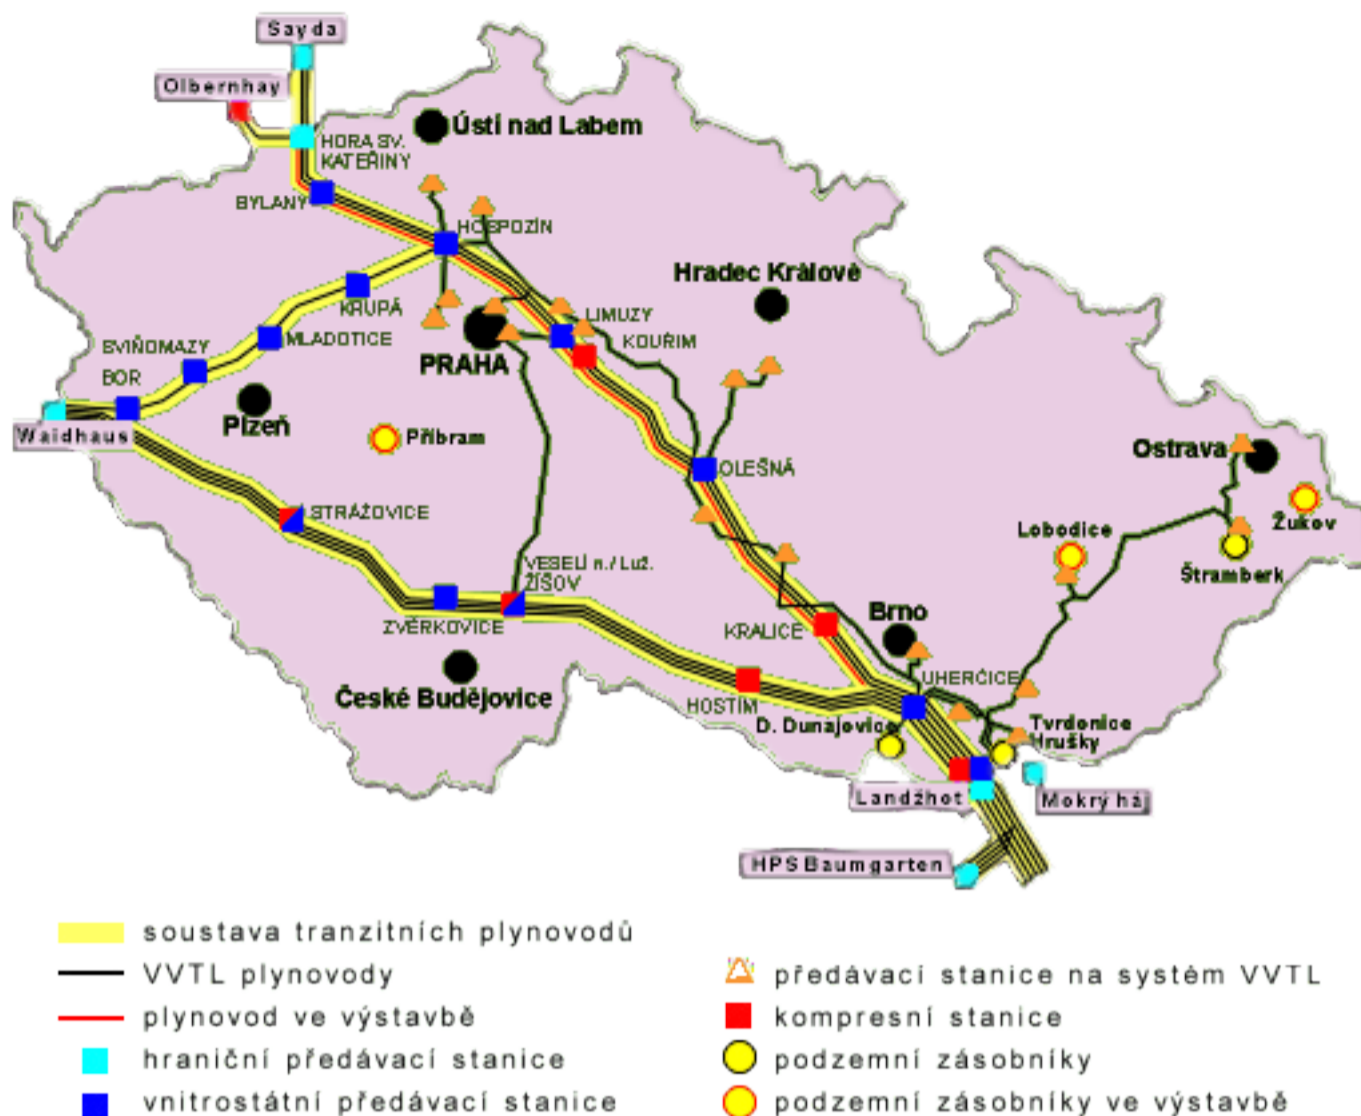 Sayda
Olbernhay
Ústí nad Labem
HORA SV.
KATEŘINY
BYLANY
HOSPOZÍN
Hradec Králové
KRUPÁ
LIMUZY
SVIŇOMAZY
MLADOTICE
KOUŘIM
BOR
PRAHA
Plzeň
Waidhaus
Příbram
Ostrava
OLEŠNÁ
STRÁŽOVICE
Lobodice
Žukov
VESELÍ n./Luž.
ŽÍŠOV
Štramberk
ZVĚRKOVICE
KRALICE
Brno
České Budějovice
UHERČICE
HOSTIM
D. Dunajovice
Tvrdonice
Hrušky
Landžhot
Mokrý háj
HPS Baumgarten
soustava tranzitních plynovodů
VVTL plynovody
předávací stanice na systém VVTL
plynovod ve výstavbě
kompresní stanice
hraniční předávací stanice
podzemní zásobníky
vnitrostátní předávací stanice
podzemní zásobníky ve výstavbě